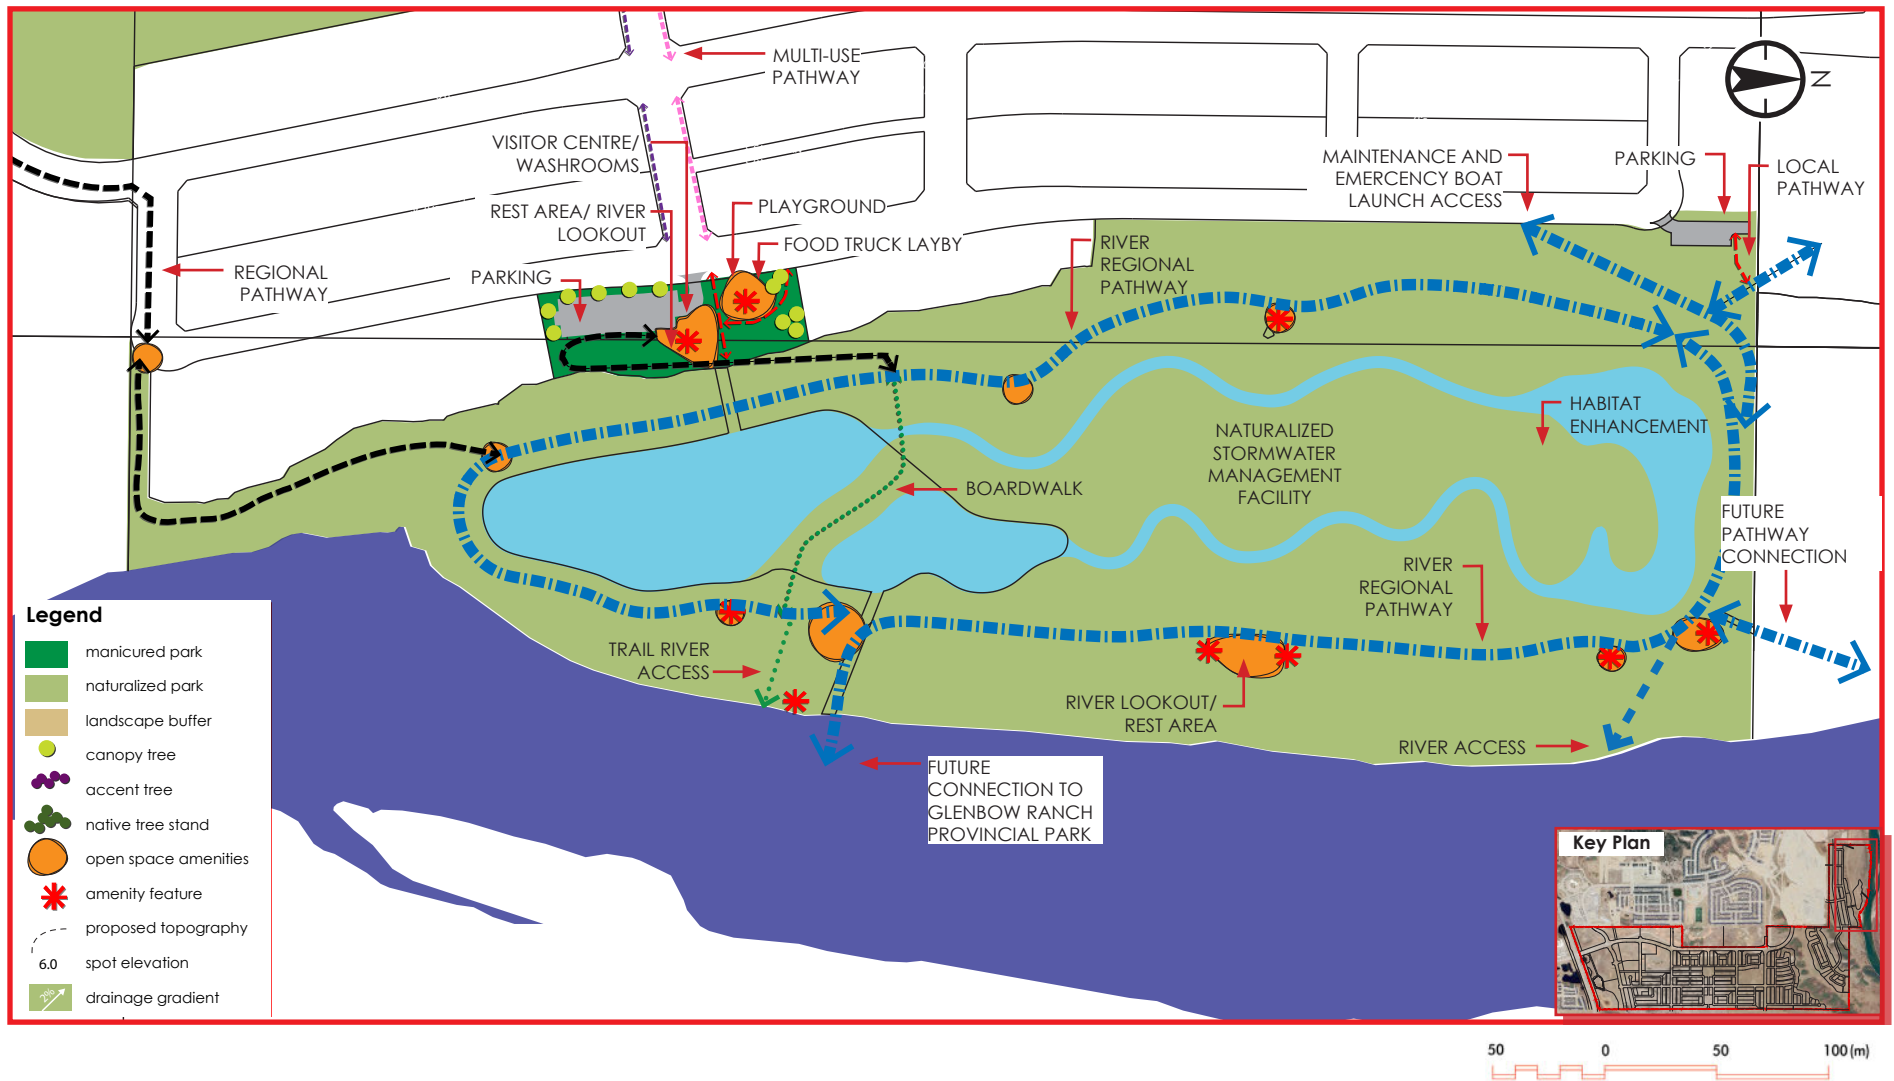 MULTI-USE
PATHWAY
N
VISITOR CENTRE/
WASHROOMS
MAINTENANCE AND
EMERCENCY BOAT
LAUNCH ACCESS
PARKING
LOCAL
PATHWAY
REST AREA/ RIVER
LOOKOUT
PLAYGROUND
FOOD TRUCK LAYBY
RIVER
REGIONAL
PATHWAY
REGIONAL
PATHWAY
PARKING
HABITAT
ENHANCEMENT
NATURALIZED
STORMWATER
MANAGEMENT
FACILITY
BOARDWALK
FUTURE
PATHWAY
CONNECTION
RIVER
REGIONAL
PATHWAY
TRAIL RIVER
ACCESS
RIVER LOOKOUT/
REST AREA
RIVER ACCESS
FUTURE
CONNECTION TO
GLENBOW RANCH
PROVINCIAL PARK
Legend
manicured park
naturalized park
landscape buffer
canopy tree
accent tree
native tree stand
open space amenities
amenity feature
proposed topography
6.0 spot elevation
2% drainage gradient
Key Plan
50 0 50 100 (m)